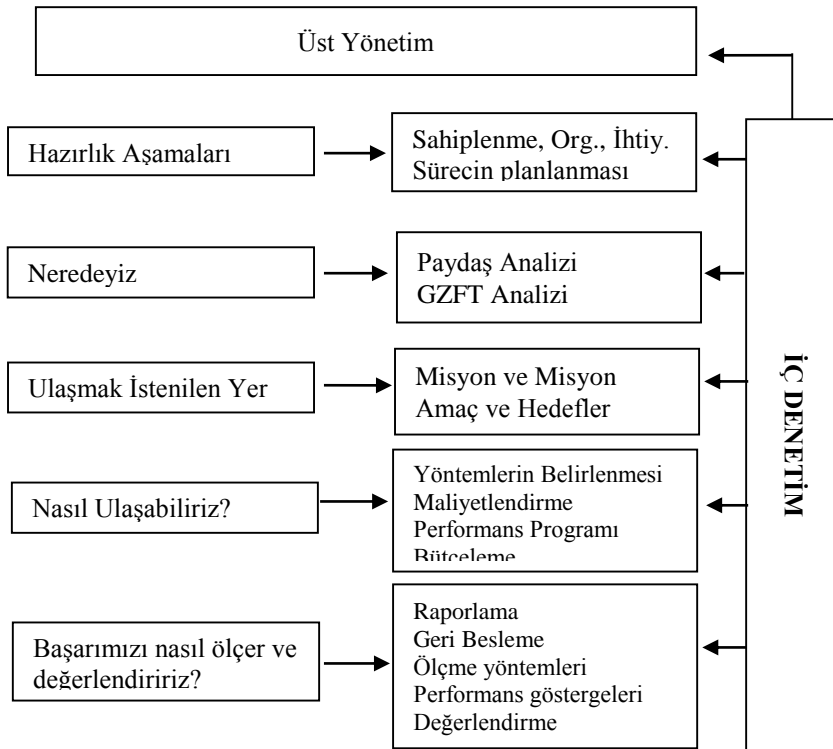 Üst Yönetim
Hazırlık Aşamaları
Sahiplenme, Org., İhtiy.
Sürecin planlanması
Neredeyiz
Paydaş Analizi
GZFT Analizi
Ulaşmak İstenilen Yer
Misyon ve Misyon
Amaç ve Hedefler
Nasıl Ulaşabiliriz?
Yöntemlerin Belirlenmesi
Maliyetlendirme
Performans Programı
Bütçeleme
Başarımızı nasıl ölçer ve
değerlendiririz?
Raporlama
Geri Besleme
Ölçme yöntemleri
Performans göstergeleri
Değerlendirme
İÇ DENETİM